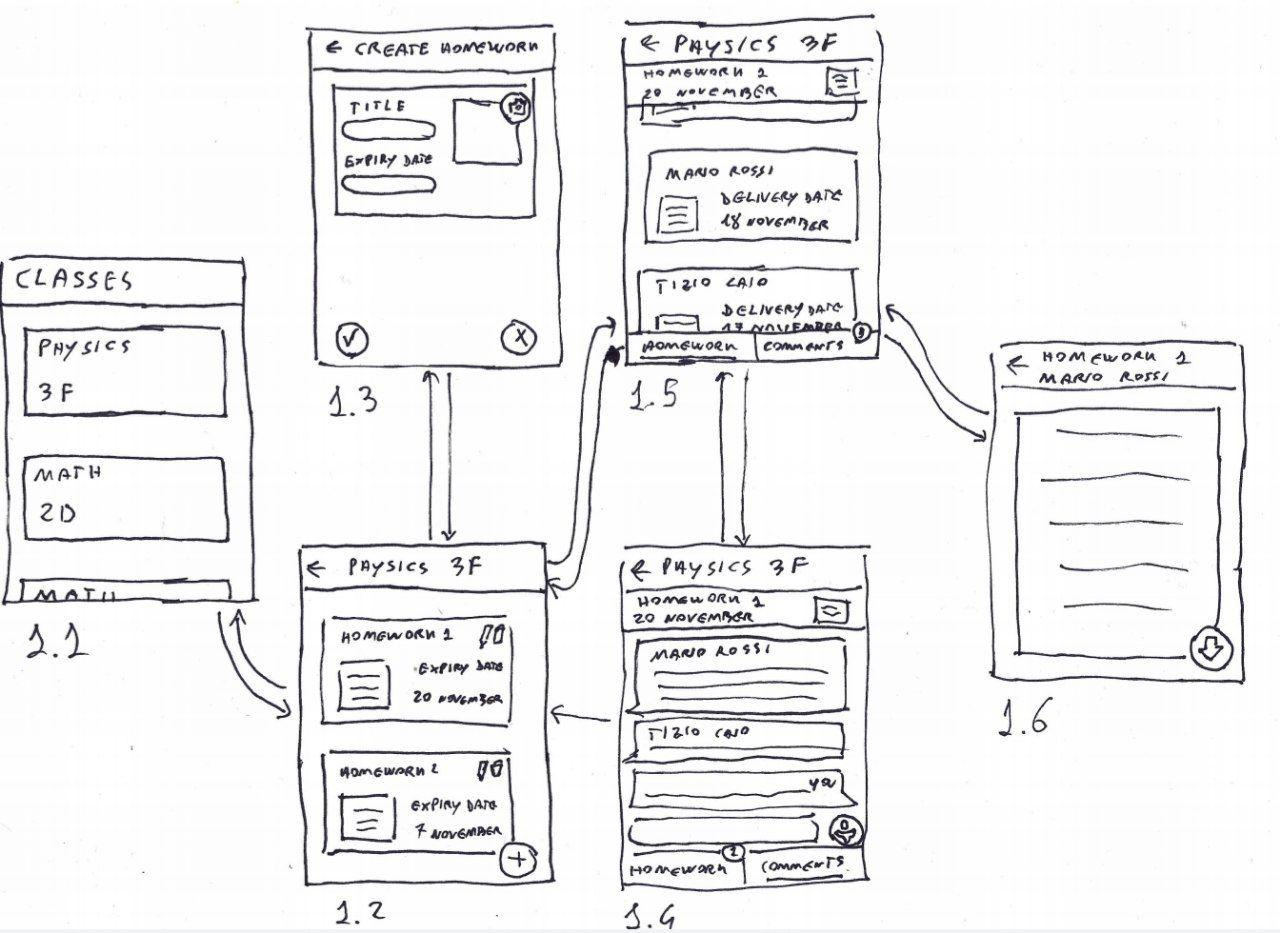 CLASSES
PHYSICS
3F
MATH
2D
MATH
1.1
← CREATE HOMEWORK
TITLE
EXPIRY DATE
1.3
← PHYSICS 3F
HOMEWORK 1
EXPIRY DATE
20 NOVEMBER
HOMEWORK 2
EXPIRY DATE
7 NOVEMBER
+
1.2
← PHYSICS 3F
HOMEWORK 1
20 NOVEMBER
MARIO ROSSI
DELIVERY DATE
18 NOVEMBER
TIZIO CAIO
DELIVERY DATE
17 NOVEMBER
HOMEWORK COMMENTS
1.5
← PHYSICS 3F
HOMEWORK 1
20 NOVEMBER
MARIO ROSSI
TIZIO CAIO
you
2
HOMEWORK COMMENTS
1.4
← HOMEWORK 1
MARIO ROSSI
1.6